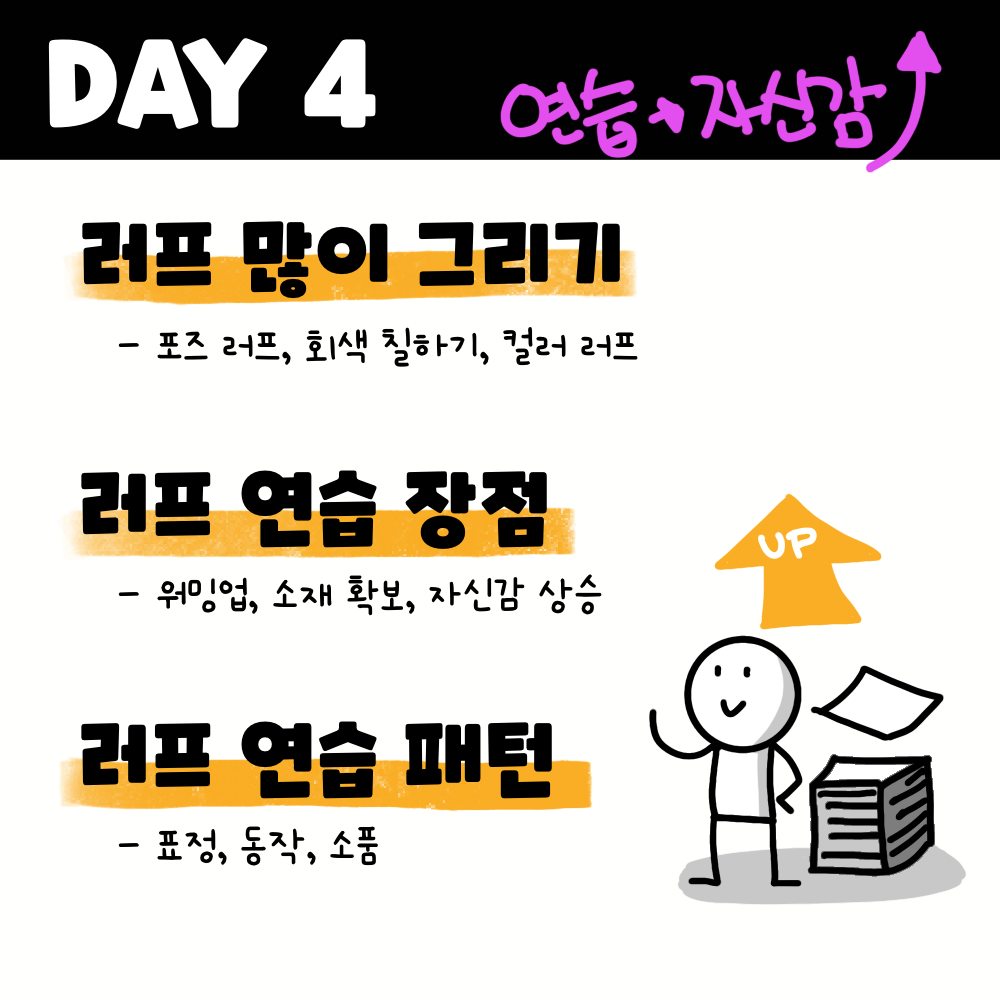 DAY 4
연습→자신감
러프 많이 그리기
- 포즈 러프, 회색 칠하기, 컬러 러프
러프 연습 장점
- 워밍업, 소재 확보, 자신감 상승
UP
러프 연습 패턴
- 표정, 동작, 소품